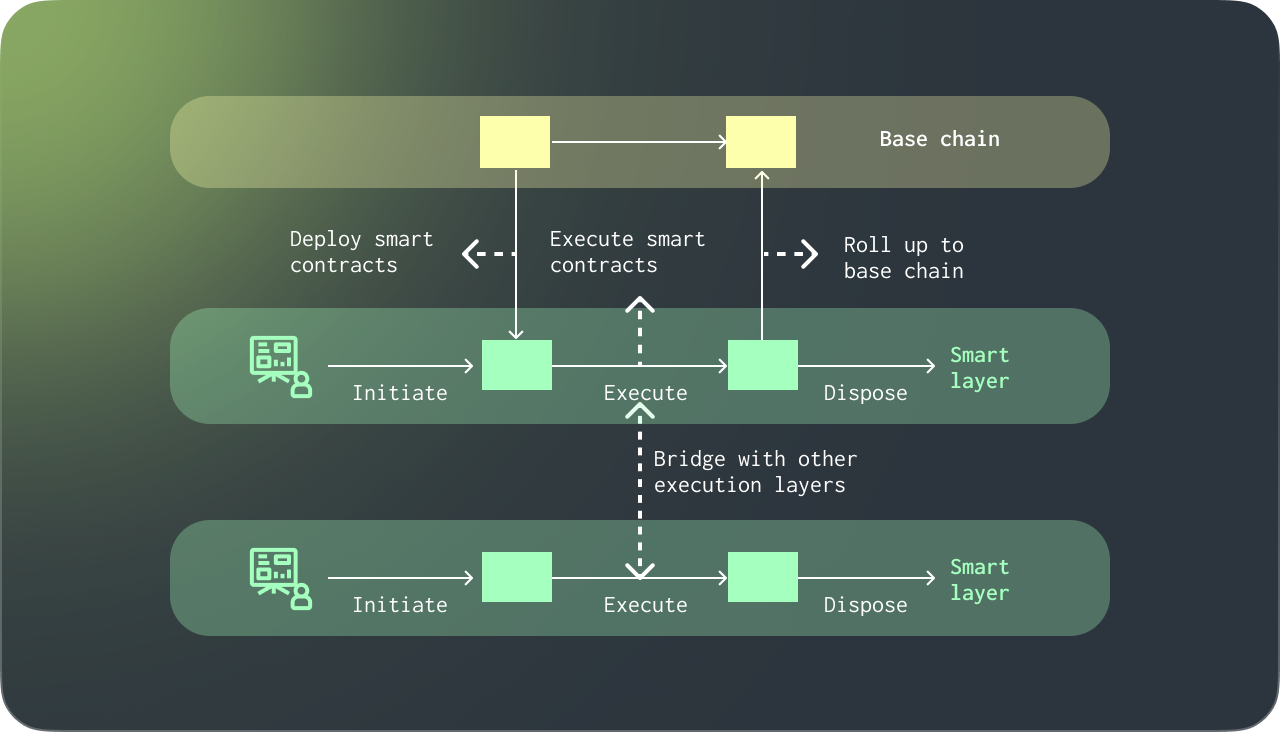 Base chain
Deploy smart
contracts
Execute smart
contracts
Roll up to
base chain
Initiate
Execute
Dispose
Smart
layer
Bridge with other
execution layers
Initiate
Execute
Dispose
Smart
layer